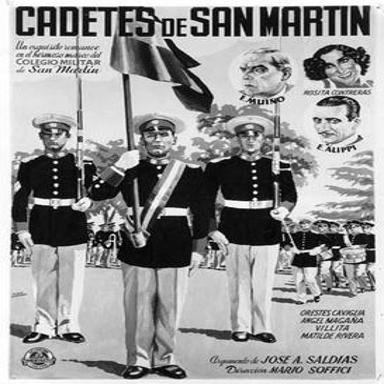 CADETES DE SAN MARTIN
Un exquisito romance
en el hermoso marco del
COLEGIO MILITAR
de San Martin
E. MUIÑO
ROSITA CONTRERAS
E. ALIPPI
ORESTES CAVIGLIA
ANGEL MAGAÑA
VILLITA
MATILDE RIVERA
Argumento de JOSE A. SALDIAS
Dirección MARIO SOFFICI